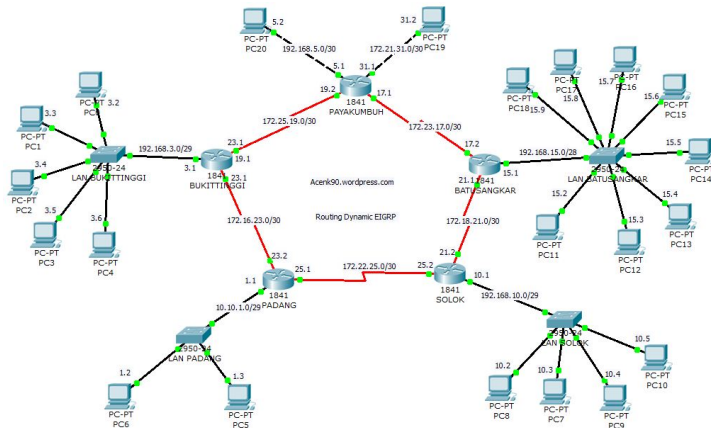 5.2
PC-PT
PC20
192.168.5.0/30
31.2
PC-PT
PC19
172.21.31.0/30
5.1
31.1
19.2
17.1
1841
PAYAKUMBUH
172.25.19.0/30
172.23.17.0/30
PC-PT
3.2
PC-PT
PC1
3.3
PC-PT
PC2
3.4
PC-PT
PC3
3.5
PC-PT
PC4
3.6
2950-24
LAN BUKITTINGGI
192.168.3.0/29
3.1
23.1
19.1
23.1
BUKITTINGGI
172.16.23.0/30
Acenk90.wordpress.com
Routing Dynamic EIGRP
17.2
21.1
1841
BATUSANGKAR
15.1
192.168.15.0/28
2950-24
LAN BATUSANGKAR
PC-PT
PC18
15.9
PC-PT
PC17
15.8
PC-PT
PC16
15.7
PC-PT
PC15
15.6
PC-PT
PC14
15.5
PC-PT
PC13
15.4
PC-PT
PC12
15.3
PC-PT
PC11
15.2
172.18.21.0/30
21.2
25.2
10.1
1841
SOLOK
172.22.25.0/30
23.2
25.1
1.1
1841
PADANG
10.10.1.0/29
2950-24
LAN PADANG
1.2
PC-PT
PC6
1.3
PC-PT
PC5
192.168.10.0/29
2950-24
LAN SOLOK
10.2
PC-PT
PC8
10.3
PC-PT
PC7
10.4
PC-PT
PC9
10.5
PC-PT
PC10